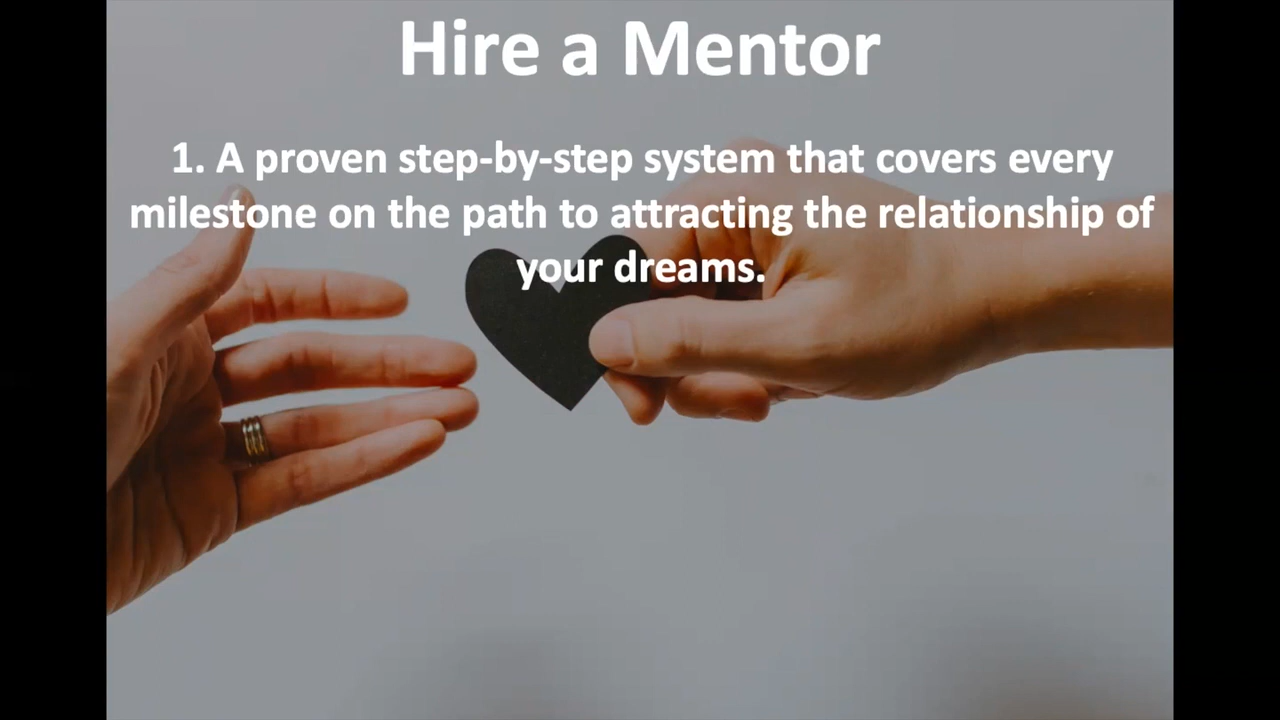 Hire a Mentor
1. A proven step-by-step system that covers every
milestone on the path to attracting the relationship of
your dreams.